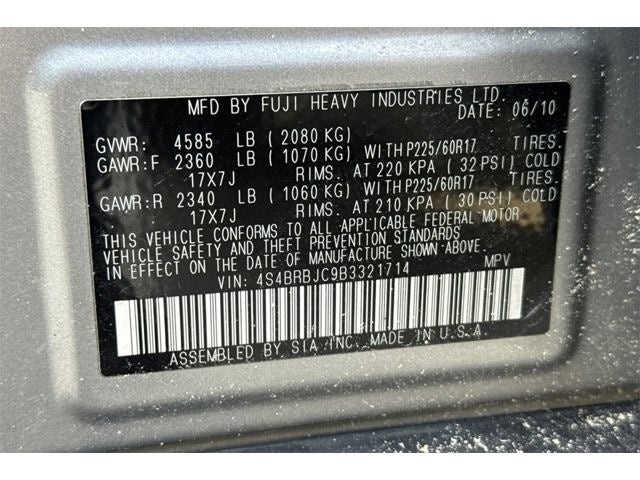 MFD BY FUJI HEAVY INDUSTRIES LTD.
DATE: 06/10
GVWR: 4585 LB (2080 KG)
GAWR:F 2360 LB (1070 KG) WITH P225/60R17 TIRES.
17X7J RIMS. AT 220 KPA (32 PSI) COLD
GAWR:R 2340 LB (1060 KG) WITH P225/60R17 TIRES.
17X7J RIMS. AT 210 KPA (30 PSI) COLD
THIS VEHICLE CONFORMS TO ALL APPLICABLE FEDERAL MOTOR
VEHICLE SAFETY AND THEFT PREVENTION STANDARDS
IN EFFECT ON THE DATE OF MANUFACTURE SHOWN ABOVE.
VIN: 4S4BRBJC9B3321714 MPV
ASSEMBLED BY SIA INC. MADE IN U.S.A.